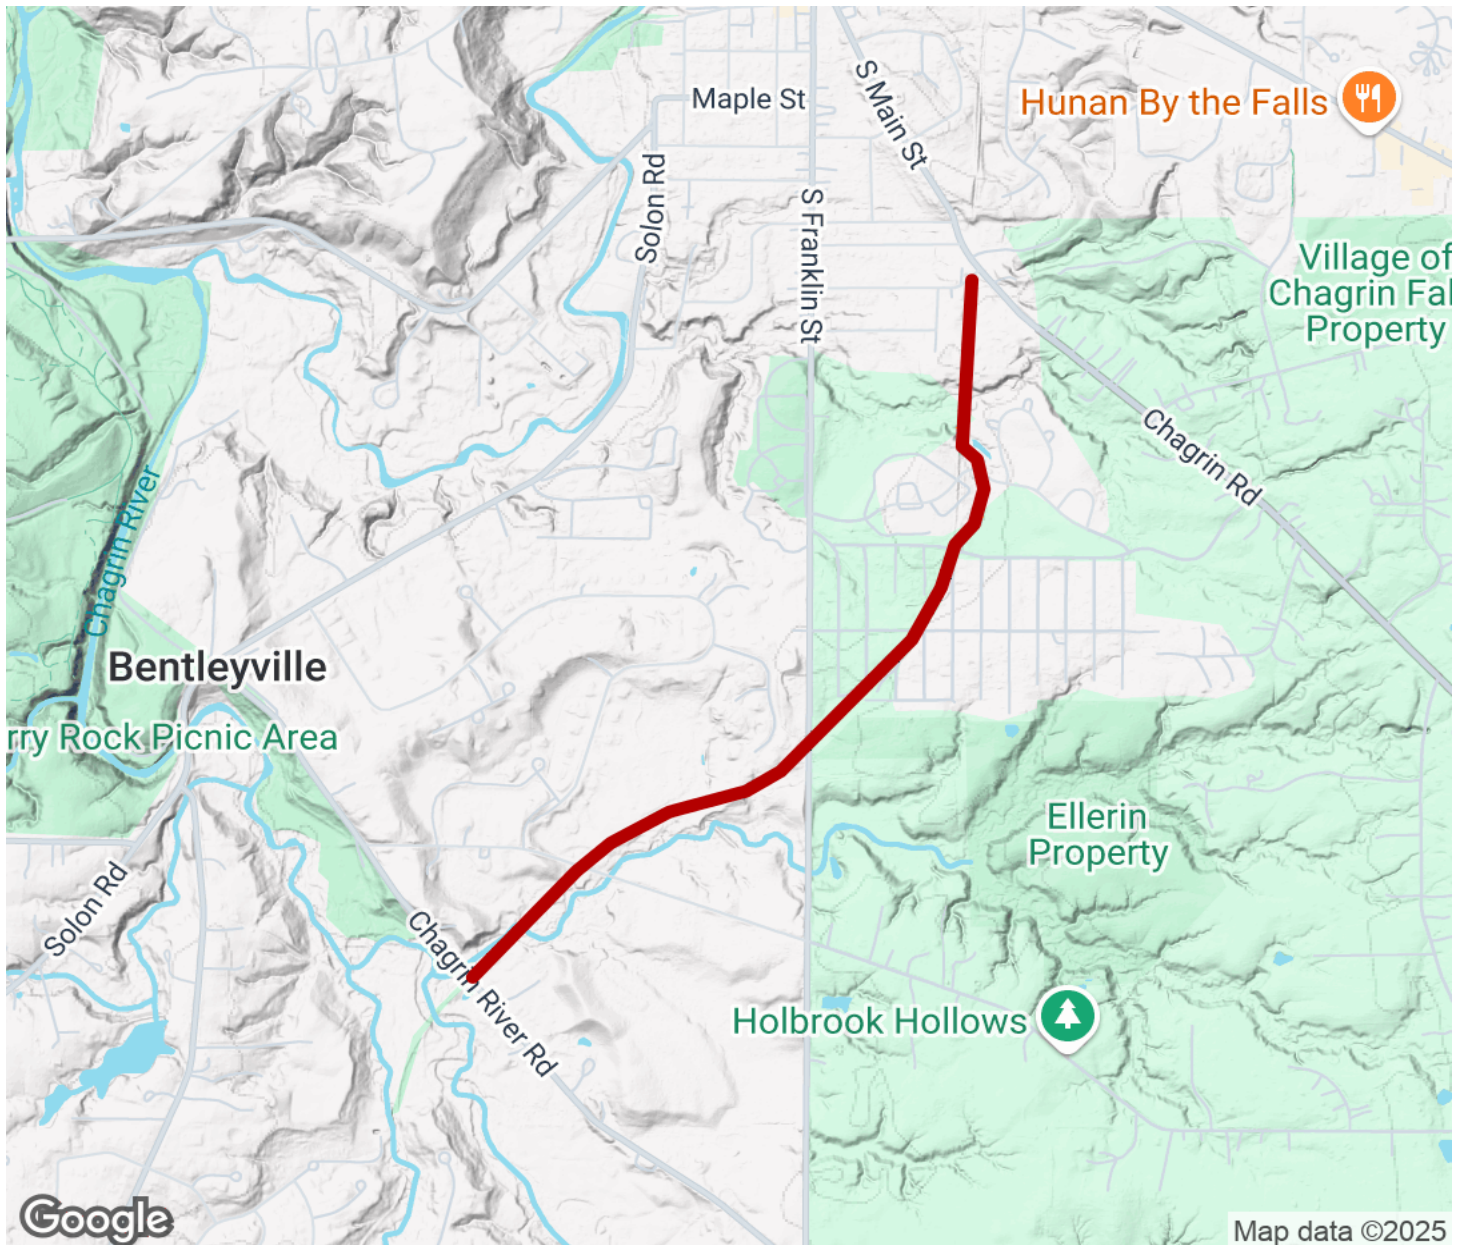 Maple St
S Main St
Hunan By the Falls
Solon Rd
S Franklin St
Village of
Chagrin Fal
Property
Chagrin Rd
Chagrin River
Bentleyville
rry Rock Picnic Area
Ellerin
Property
Solon Rd
Chagrin River Rd
Holbrook Hollows
Google
Map data ©2025